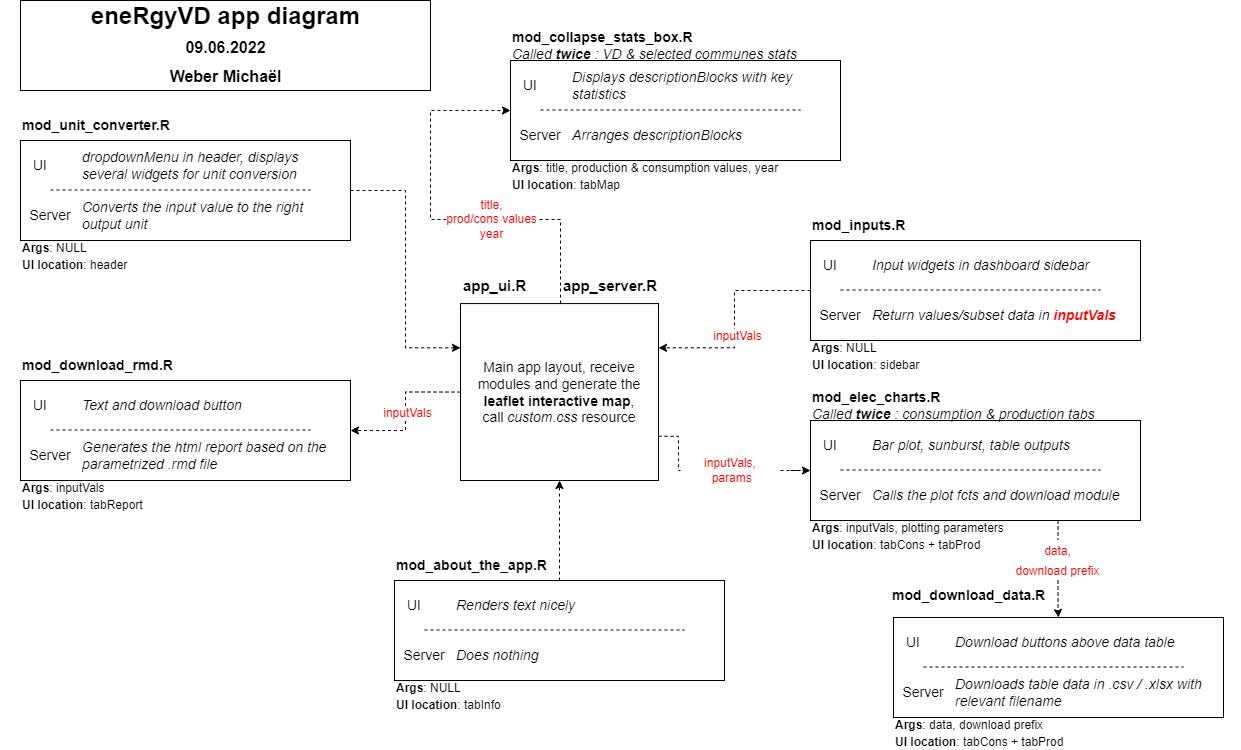 eneRgyVD app diagram
09.06.2022
Weber Michaël
mod_collapse_stats_box.R
Called twice : VD & selected communes stats
UI
Displays descriptionBlocks with key
statistics
Server
Arranges descriptionBlocks
Args: title, production & consumption values, year
UI location: tabMap
mod_unit_converter.R
UI
dropdownMenu in header, displays
several widgets for unit conversion
Server
Converts the input value to the right
output unit
Args: NULL
UI location: header
title,
prod/cons values
year
mod_inputs.R
UI
Input widgets in dashboard sidebar
Server
Return values/subset data in inputVals
Args: NULL
UI location: sidebar
inputVals
app_ui.R
app_server.R
Main app layout, receive
modules and generate the
leaflet interactive map,
call custom.css resource
mod_download_rmd.R
UI
Text and download button
Server
Generates the html report based on the
parametrized .rmd file
Args: inputVals
UI location: tabReport
inputVals
inputVals,
params
mod_elec_charts.R
Called twice : consumption & production tabs
UI
Bar plot, sunburst, table outputs
Server
Calls the plot fcts and download module
Args: inputVals, plotting parameters
UI location: tabCons + tabProd
data,
download prefix
mod_about_the_app.R
UI
Renders text nicely
Server
Does nothing
Args: NULL
UI location: tabInfo
mod_download_data.R
UI
Download buttons above data table
Server
Downloads table data in .csv / .xlsx with
relevant filename
Args: data, download prefix
UI location: tabCons + tabProd